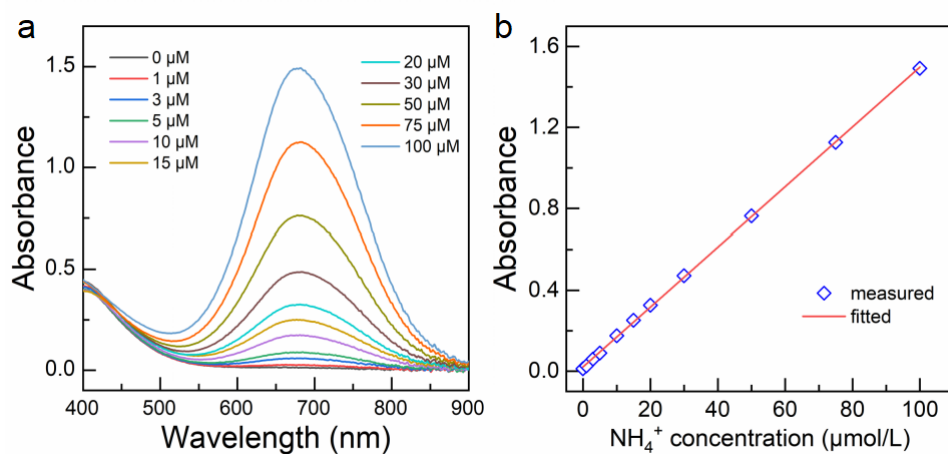 a
0 µM
1 µM
3 µM
5 µM
10 µM
15 µM
20 µM
30 µM
50 µM
75 µM
100 µM
1.5
1.0
0.5
0.0
Absorbance
400 500 600 700 800 900
Wavelength (nm)
b
1.6
1.2
0.8
0.4
0.0
Absorbance
measured
fitted
0 20 40 60 80 100
NH₄⁺ concentration (µmol/L)